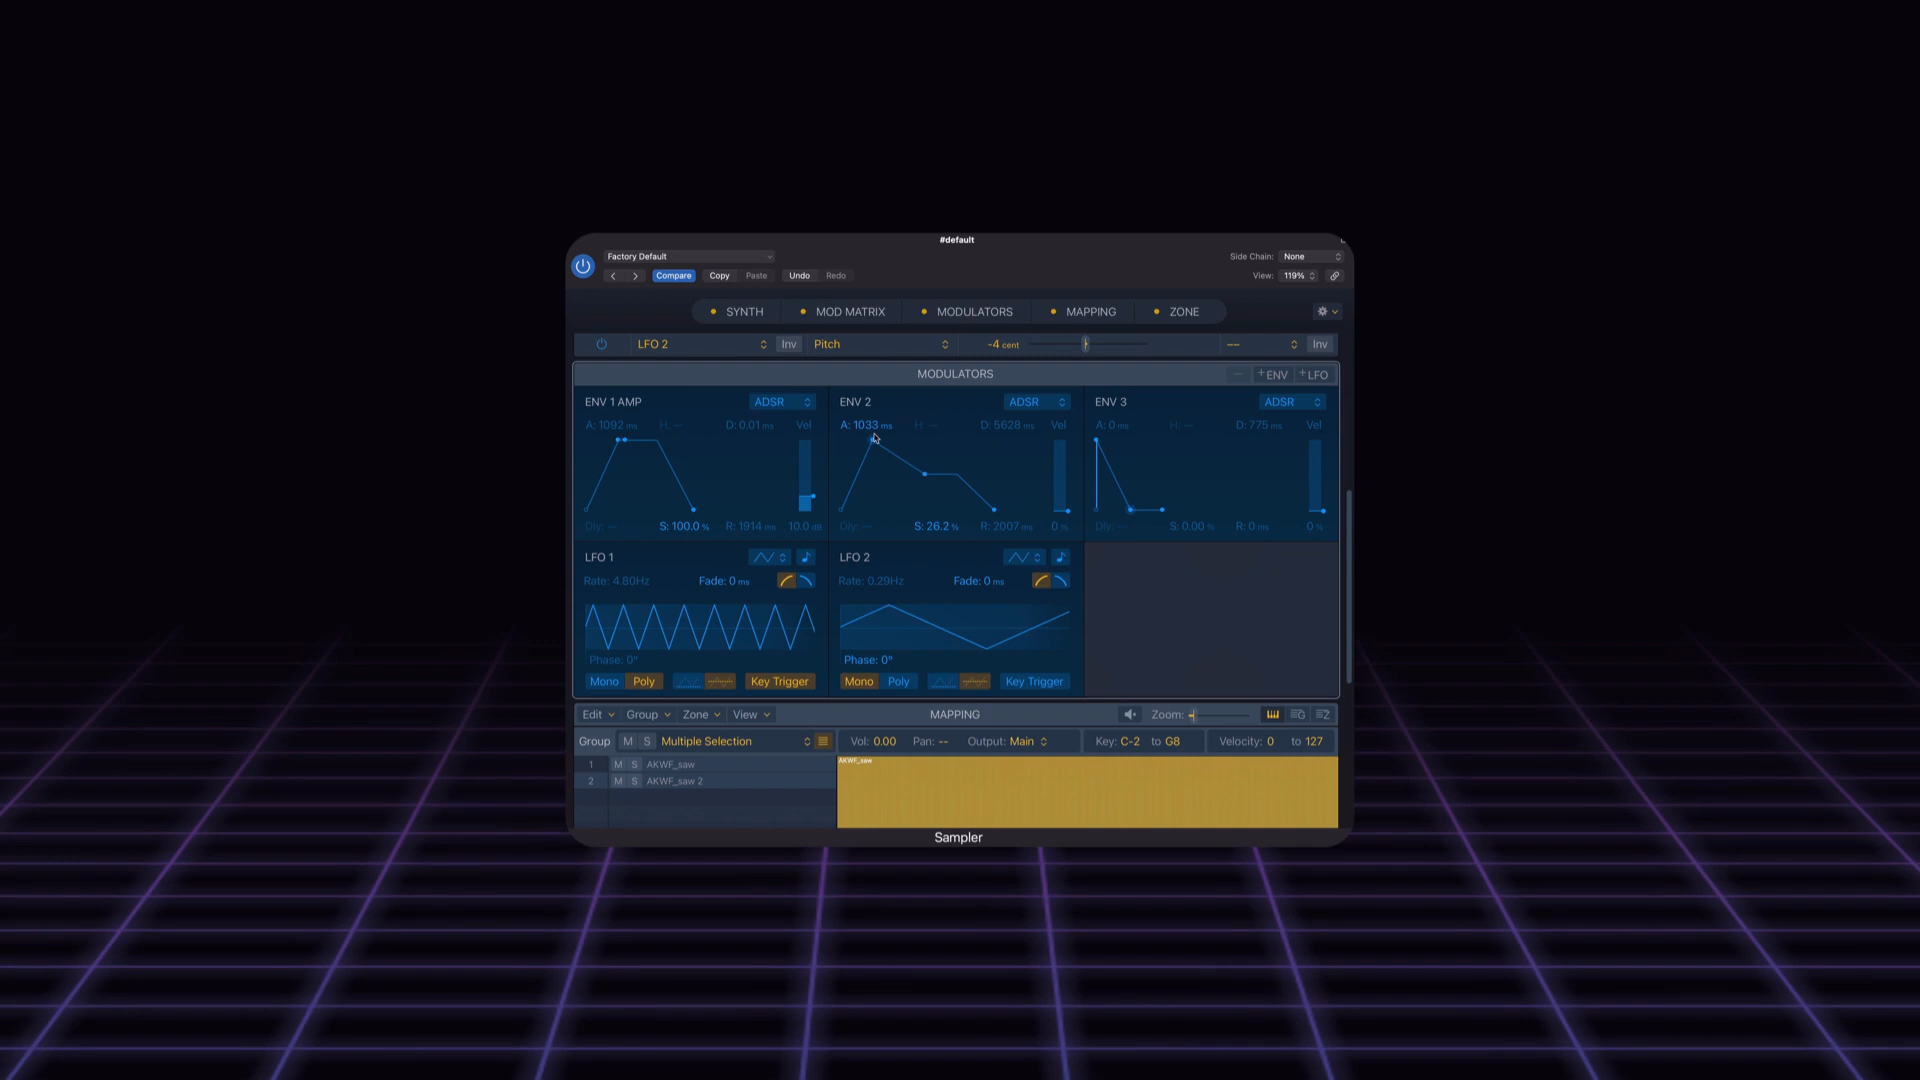 #default
Factory Default
Side Chain: None
Compare Copy Paste Undo Redo
View: 119%
SYNTH MOD MATRIX MODULATORS MAPPING ZONE
LFO 2 Inv Pitch -4 cent -- Inv
MODULATORS
+ENV +LFO
ENV 1 AMP ADSR ENV 2 ADSR ENV 3 ADSR
A: 1092 ms H: -- D: 0.01 ms Vel A: 1033 ms H: -- D: 5628 ms Vel A: 0 ms H: -- D: 775 ms Vel
Dly: -- S: 100.0 % R: 1914 ms 10.0 dB Dly: -- S: 26.2 % R: 2007 ms 0 % Dly: -- S: 0.00 % R: 0 ms 0 %
LFO 1 LFO 2
Rate: 4.80Hz Fade: 0 ms Rate: 0.29Hz Fade: 0 ms
Phase: 0° Phase: 0°
Mono Poly Key Trigger Mono Poly Key Trigger
Edit Group Zone View MAPPING Zoom:
Group M S Multiple Selection Vol: 0.00 Pan: -- Output: Main Key: C-2 to G8 Velocity: 0 to 127
1 M S AKWF_saw AKWF_saw
2 M S AKWF_saw 2
Sampler